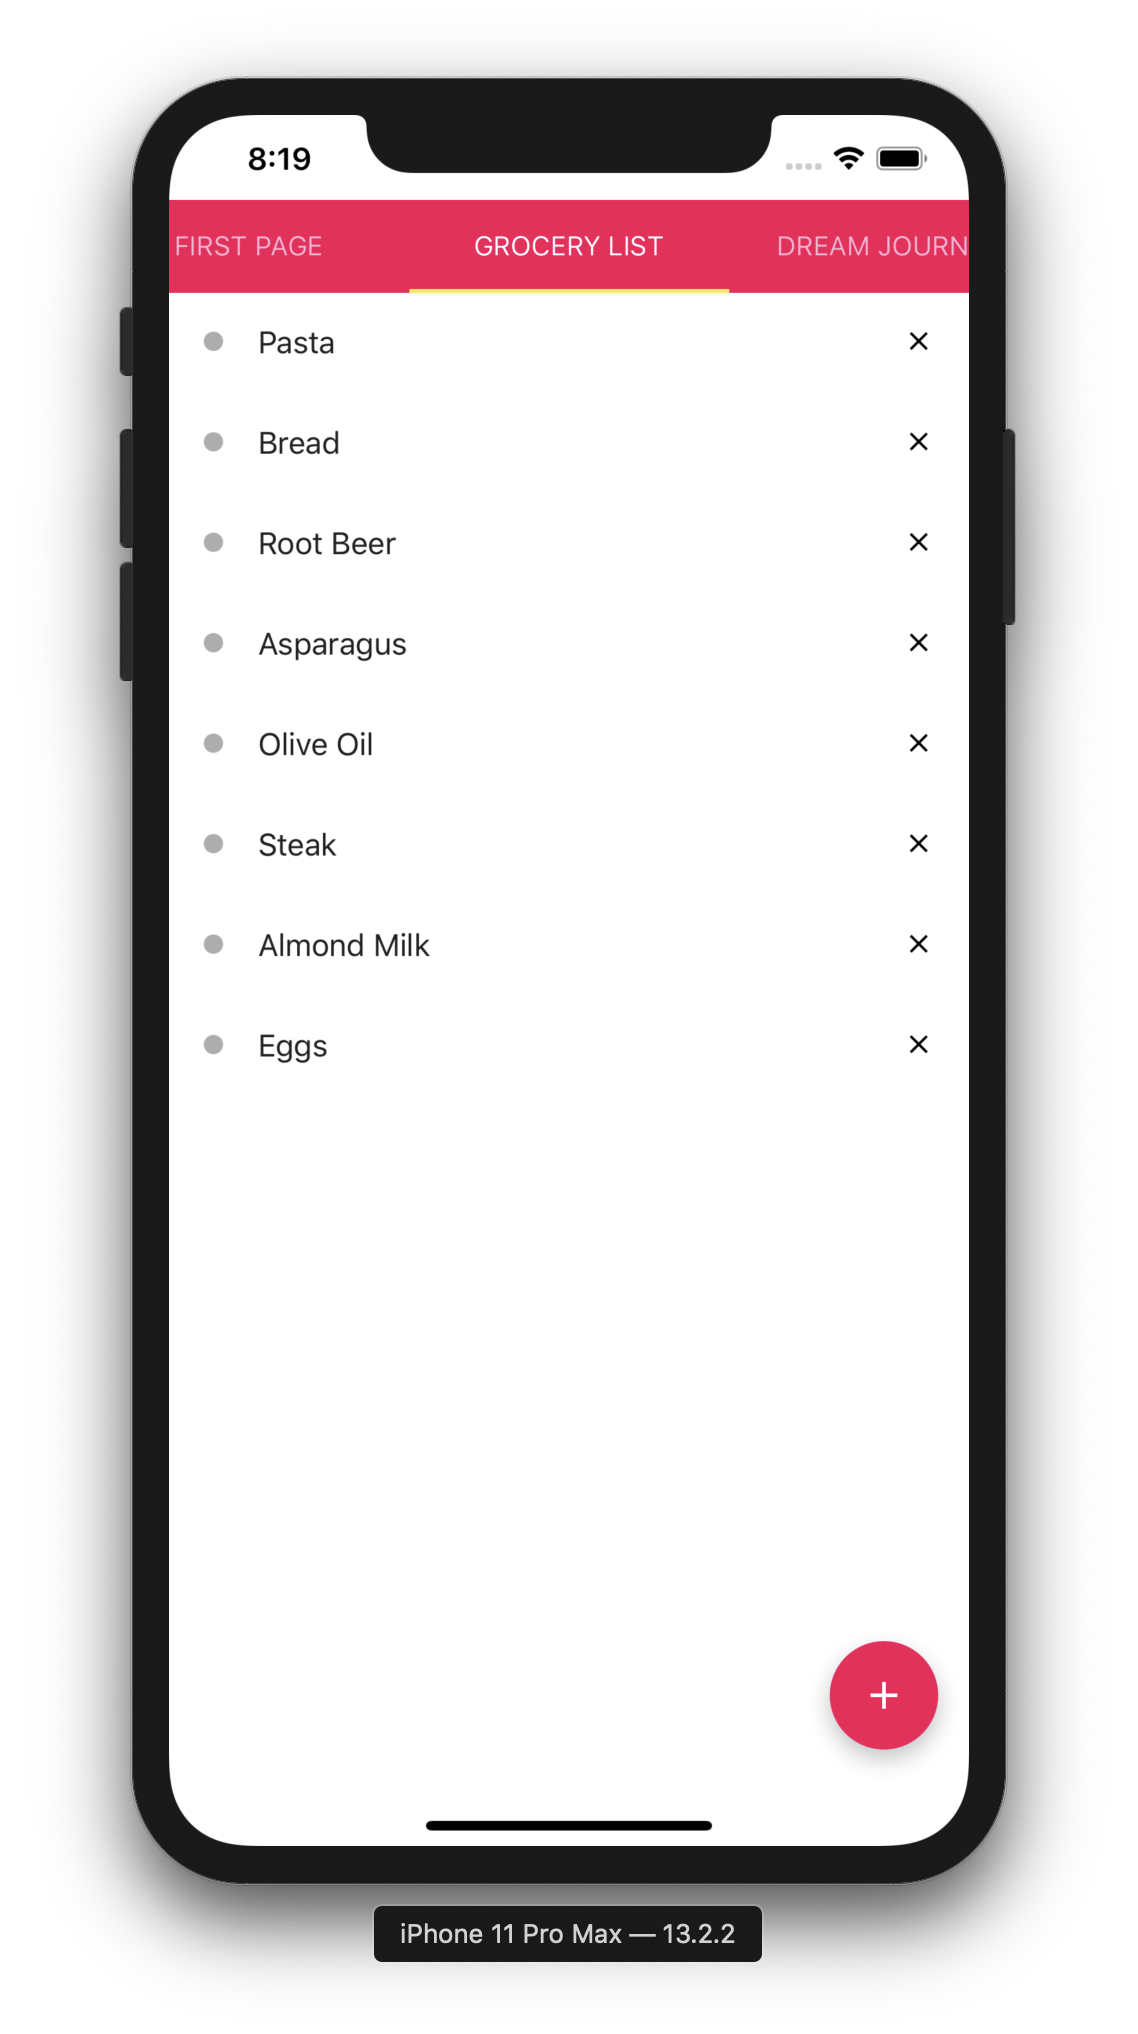 8:19
FIRST PAGE GROCERY LIST DREAM JOURN
Pasta
Bread
Root Beer
Asparagus
Olive Oil
Steak
Almond Milk
Eggs
iPhone 11 Pro Max — 13.2.2